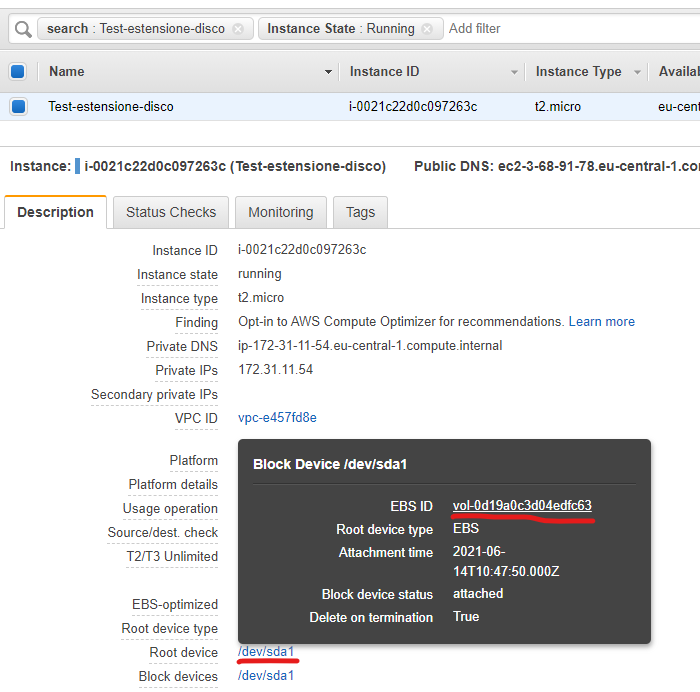 search : Test-estensione-disco Instance State : Running Add filter
Name Instance ID Instance Type Availa
Test-estensione-disco i-0021c22d0c097263c t2.micro eu-cent
Instance: i-0021c22d0c097263c (Test-estensione-disco) Public DNS: ec2-3-68-91-78.eu-central-1.co
Description Status Checks Monitoring Tags
Instance ID i-0021c22d0c097263c
Instance state running
Instance type t2.micro
Finding Opt-in to AWS Compute Optimizer for recommendations. Learn more
Private DNS ip-172-31-11-54.eu-central-1.compute.internal
Private IPs 172.31.11.54
Secondary private IPs
VPC ID vpc-e457fd8e
Platform
Platform details
Usage operation
Source/dest. check
T2/T3 Unlimited
EBS-optimized
Root device type
Root device /dev/sda1
Block devices /dev/sda1
Block Device /dev/sda1
EBS ID vol-0d19a0c3d04edfc63
Root device type EBS
Attachment time 2021-06-
14T10:47:50.000Z
Block device status attached
Delete on termination True